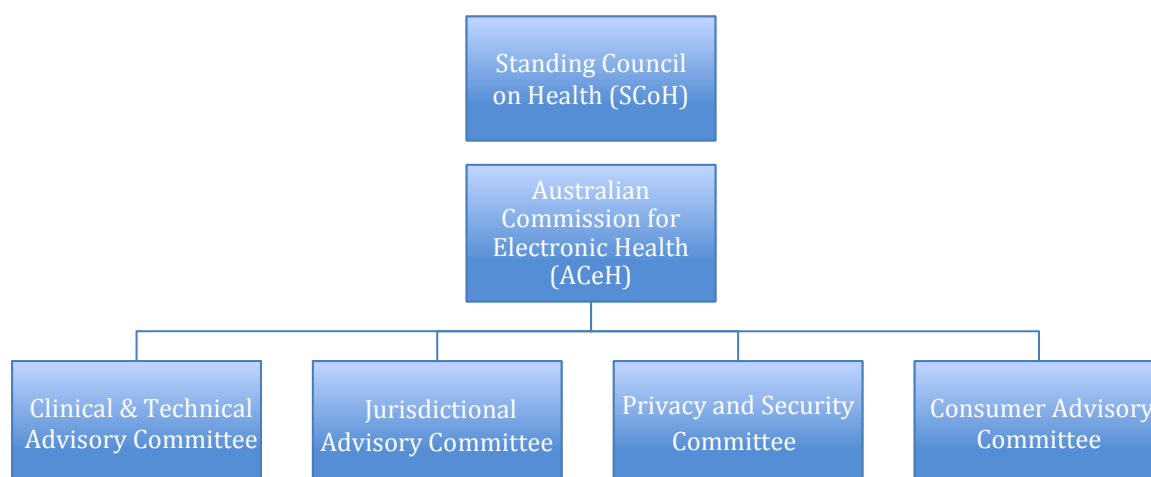 Standing Council
on Health (SCoH)
Australian
Commission for
Electronic Health
(ACeH)
Clinical & Technical
Advisory Committee
Jurisdictional
Advisory Committee
Privacy and Security
Committee
Consumer Advisory
Committee